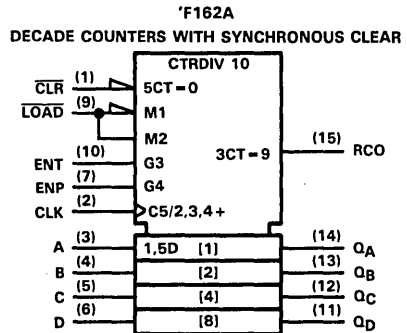 'F162A
DECADE COUNTERS WITH SYNCHRONOUS CLEAR
CTRDIV 10
CLR (1) 5CT=0
LOAD (9) M1
M2
ENT (10) G3 3CT=9 (15) RCO
ENP (7) G4
CLK (2) C5/2,3,4+
A (3) 1,5D [1] (14) QA
B (4) [2] (13) QB
C (5) [4] (12) QC
D (6) [8] (11) QD